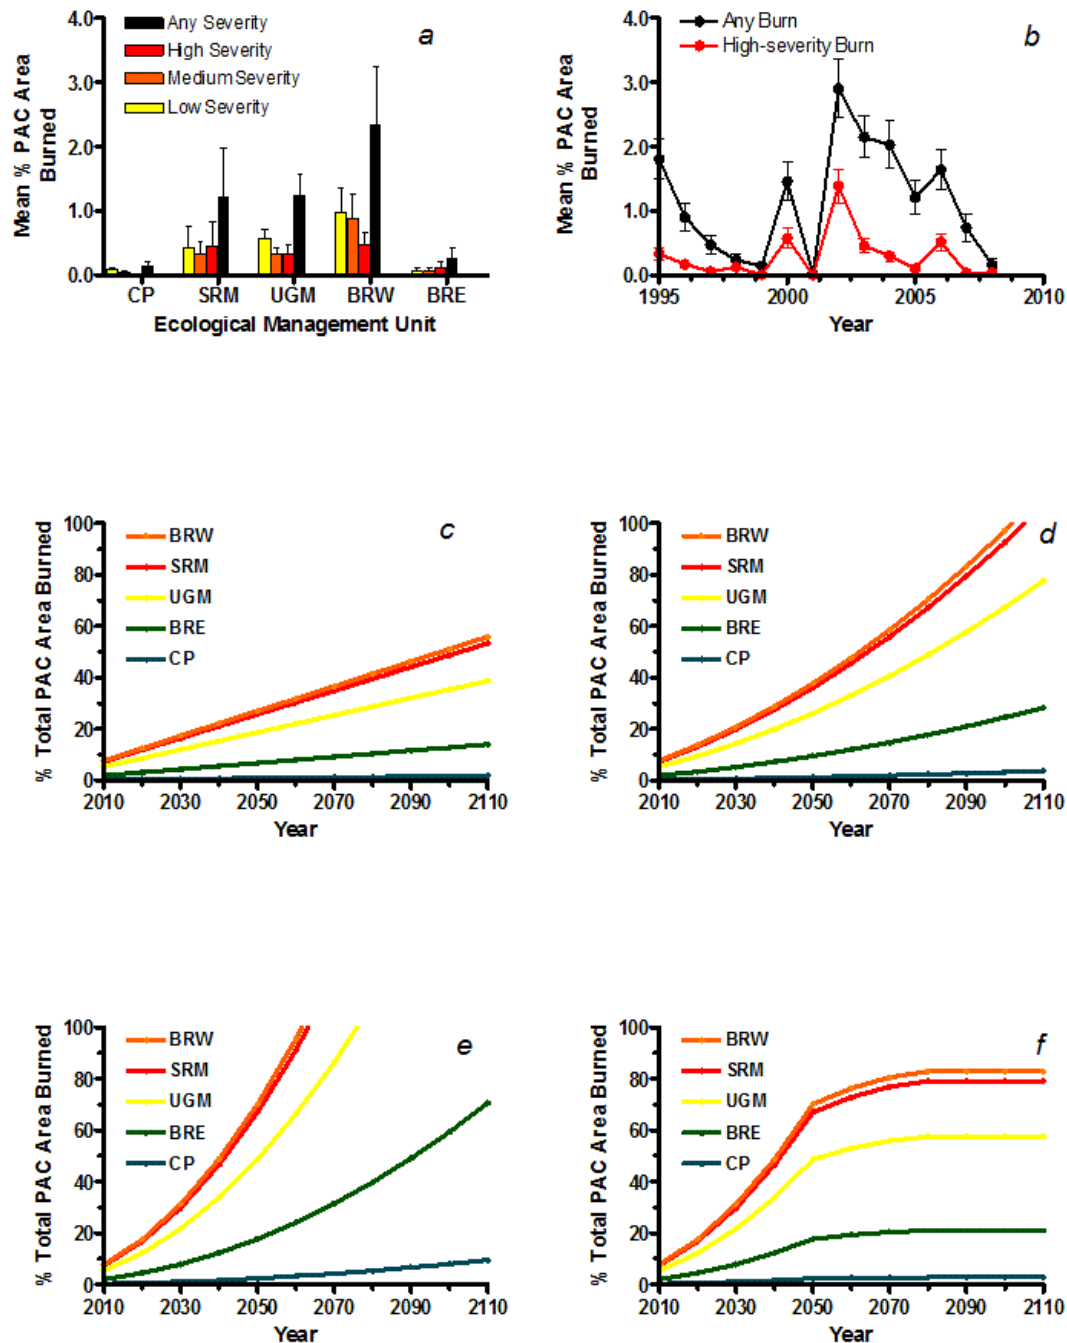 4.0
3.0
2.0
1.0
0.0
Mean % PAC Area
Burned
Any Severity
High Severity
Medium Severity
Low Severity
a
CP SRM UGM BRW BRE
Ecological Management Unit
4.0
3.0
2.0
1.0
0.0
Mean % PAC Area
Burned
Any Burn
High-severity Burn
b
1995 2000 2005 2010
Year
100
80
60
40
20
0
% Total PAC Area Burned
BRW
SRM
UGM
BRE
CP
c
2010 2030 2050 2070 2090 2110
Year
100
80
60
40
20
0
% Total PAC Area Burned
BRW
SRM
UGM
BRE
CP
d
2010 2030 2050 2070 2090 2110
Year
100
80
60
40
20
0
% Total PAC Area Burned
BRW
SRM
UGM
BRE
CP
e
2010 2030 2050 2070 2090 2110
Year
100
80
60
40
20
0
% Total PAC Area Burned
BRW
SRM
UGM
BRE
CP
f
2010 2030 2050 2070 2090 2110
Year